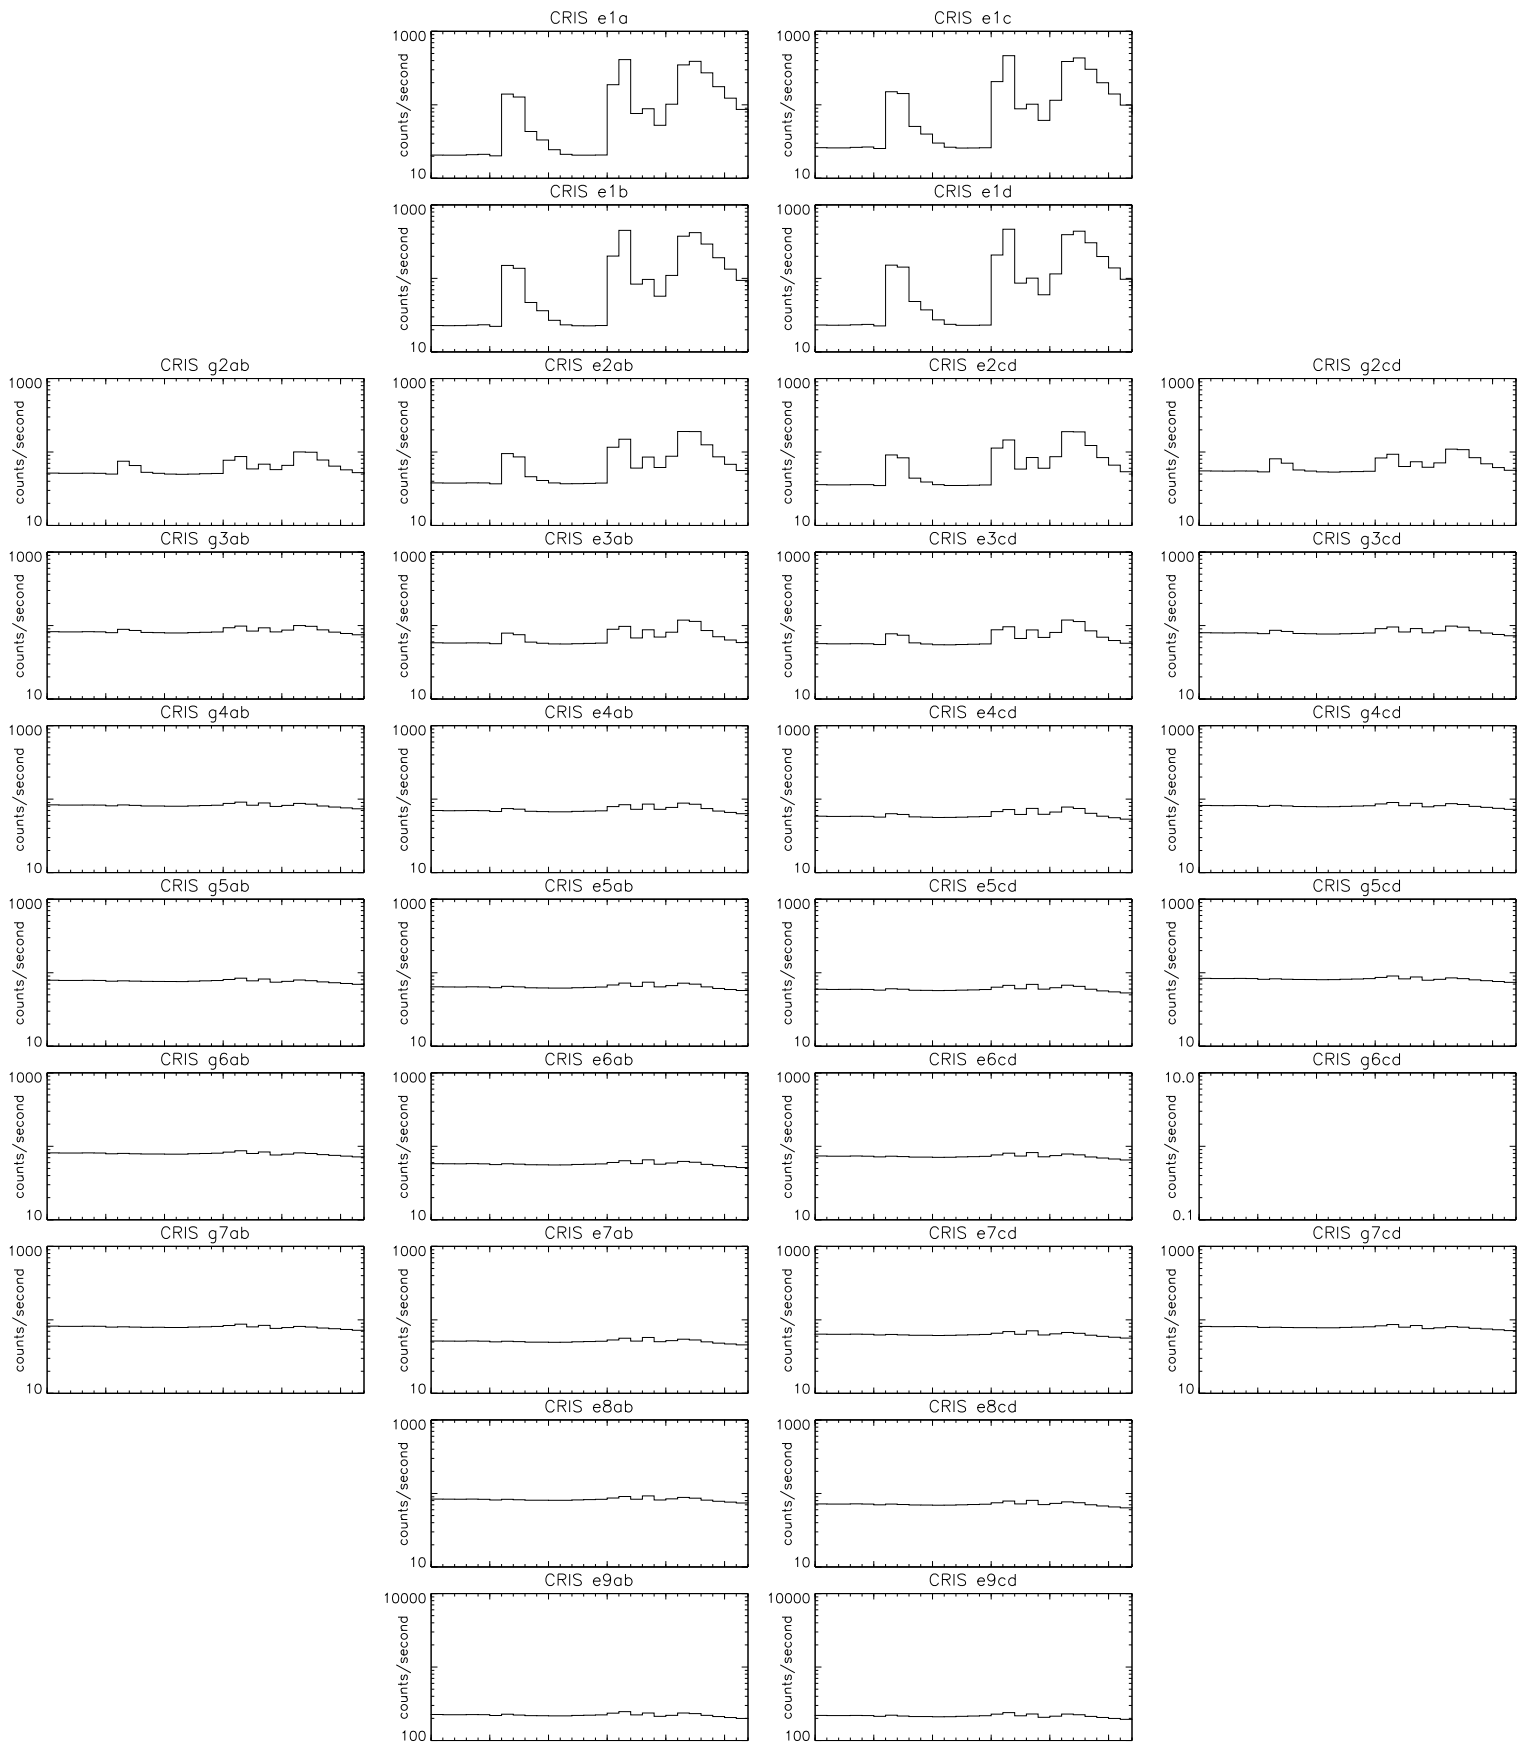 CRIS e1a
1000
counts/second
10
CRIS e1c
1000
counts/second
10
CRIS e1b
1000
counts/second
10
CRIS e1d
1000
counts/second
10
CRIS g2ab
1000
counts/second
10
CRIS e2ab
1000
counts/second
10
CRIS e2cd
1000
counts/second
10
CRIS g2cd
1000
counts/second
10
CRIS g3ab
1000
counts/second
10
CRIS e3ab
1000
counts/second
10
CRIS e3cd
1000
counts/second
10
CRIS g3cd
1000
counts/second
10
CRIS g4ab
1000
counts/second
10
CRIS e4ab
1000
counts/second
10
CRIS e4cd
1000
counts/second
10
CRIS g4cd
1000
counts/second
10
CRIS g5ab
1000
counts/second
10
CRIS e5ab
1000
counts/second
10
CRIS e5cd
1000
counts/second
10
CRIS g5cd
1000
counts/second
10
CRIS g6ab
1000
counts/second
10
CRIS e6ab
1000
counts/second
10
CRIS e6cd
1000
counts/second
10
CRIS g6cd
10.0
counts/second
0.1
CRIS g7ab
1000
counts/second
10
CRIS e7ab
1000
counts/second
10
CRIS e7cd
1000
counts/second
10
CRIS g7cd
1000
counts/second
10
CRIS e8ab
1000
counts/second
10
CRIS e8cd
1000
counts/second
10
CRIS e9ab
10000
counts/second
100
CRIS e9cd
10000
counts/second
100